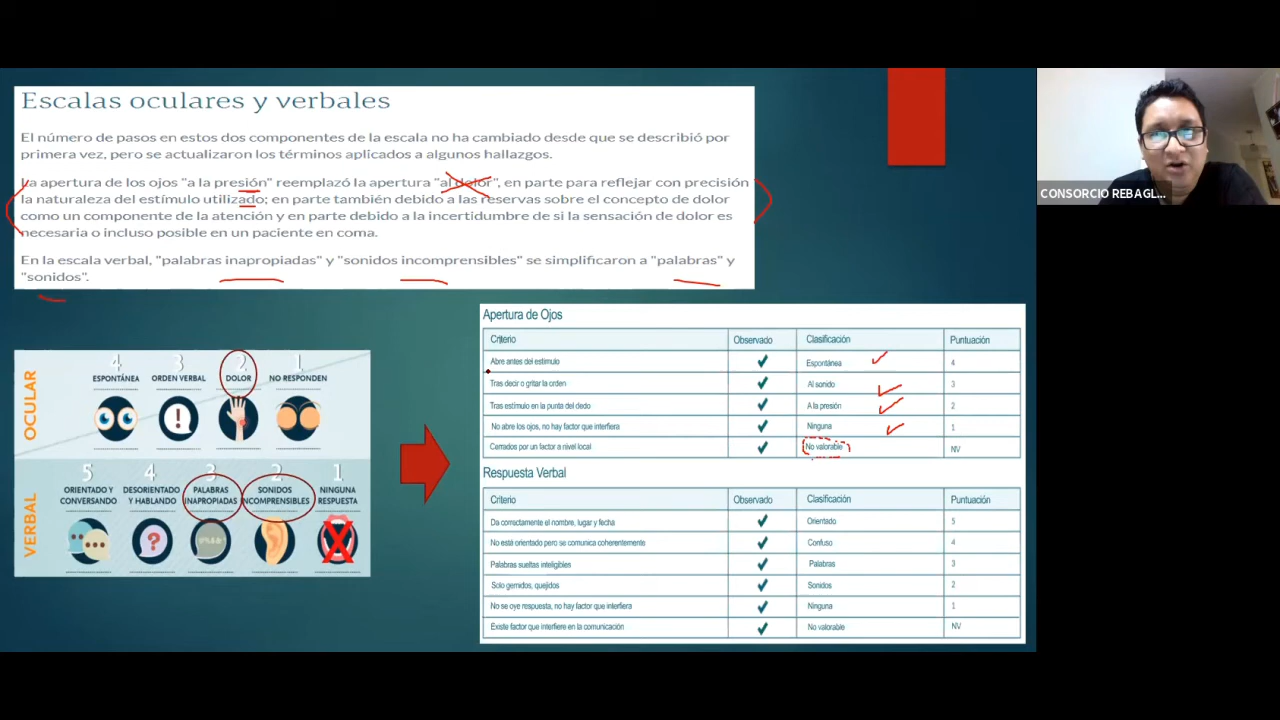 Escalas oculares y verbales
El número de pasos en estos dos componentes de la escala no ha cambiado desde que se describió por
primera vez, pero se actualizaron los términos aplicados a algunos hallazgos.
La apertura de los ojos "a la presión" reemplazó la apertura "al dolor", en parte para reflejar con precisión
la naturaleza del estímulo utilizado; en parte también debido a las reservas sobre el concepto de dolor
como un componente de la atención y en parte debido a la incertidumbre de si la sensación de dolor es
necesaria o incluso posible en un paciente en coma.
En la escala verbal, "palabras inapropiadas" y "sonidos incomprensibles" se simplificaron a "palabras" y
"sonidos".
CONSORCIO REBAGL...
OCULAR
4 3 2 1
ESPONTÁNEA ORDEN VERBAL DOLOR NO RESPONDEN
VERBAL
5 4 3 2 1
ORIENTADO Y DESORIENTADO PALABRAS SONIDOS NINGUNA
CONVERSANDO Y HABLANDO INAPROPIADAS INCOMPRENSIBLES RESPUESTA
Apertura de Ojos
Criterio Observado Clasificación Puntuación
Abre antes del estimulo ✔ Espontánea 4
Tras decir o gritar la orden ✔ Al sonido 3
Tras estímulo en la punta del dedo ✔ A la presión 2
No abre los ojos, no hay factor que interfiera ✔ Ninguna 1
Cerrados por un factor a nivel local ✔ No valorable NV
Respuesta Verbal
Criterio Observado Clasificación Puntuación
Da correctamente el nombre, lugar y fecha ✔ Orientado 5
No está orientado pero se comunica coherentemente ✔ Confuso 4
Palabras sueltas inteligibles ✔ Palabras 3
Solo gemidos, quejidos ✔ Sonidos 2
No se oye respuesta, no hay factor que interfiera ✔ Ninguna 1
Existe factor que interfiere en la comunicación ✔ No valorable NV